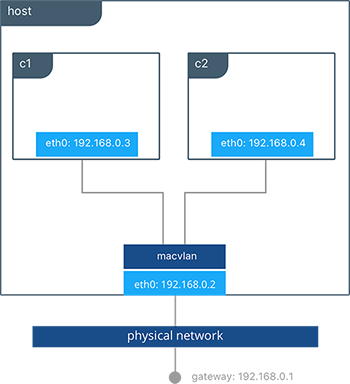 host
c1
c2
eth0: 192.168.0.3
eth0: 192.168.0.4
macvlan
eth0: 192.168.0.2
physical network
gateway: 192.168.0.1